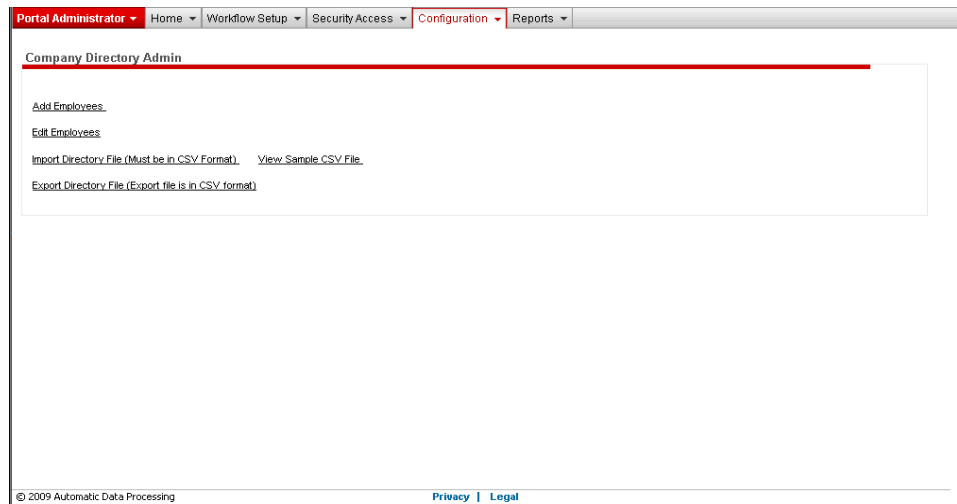 Portal Administrator Home Workflow Setup Security Access Configuration Reports
Company Directory Admin
Add Employees
Edit Employees
Import Directory File (Must be in CSV Format) View Sample CSV File
Export Directory File (Export file is in CSV format)
© 2009 Automatic Data Processing Privacy | Legal